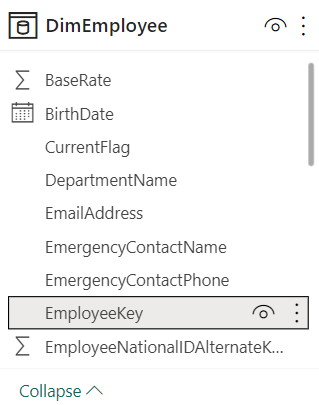 DimEmployee
BaseRate
BirthDate
CurrentFlag
DepartmentName
EmailAddress
EmergencyContactName
EmergencyContactPhone
EmployeeKey
EmployeeNationalIDAlternateK...
Collapse